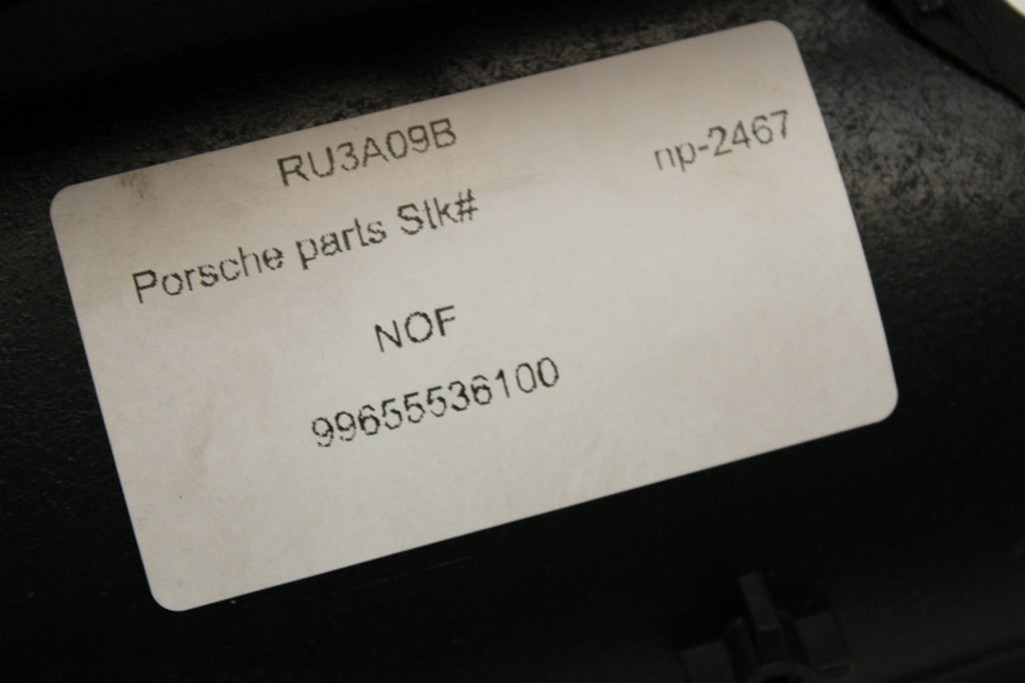 RU3A09B
np-2467
Porsche parts Stk#
NOF
99655536100